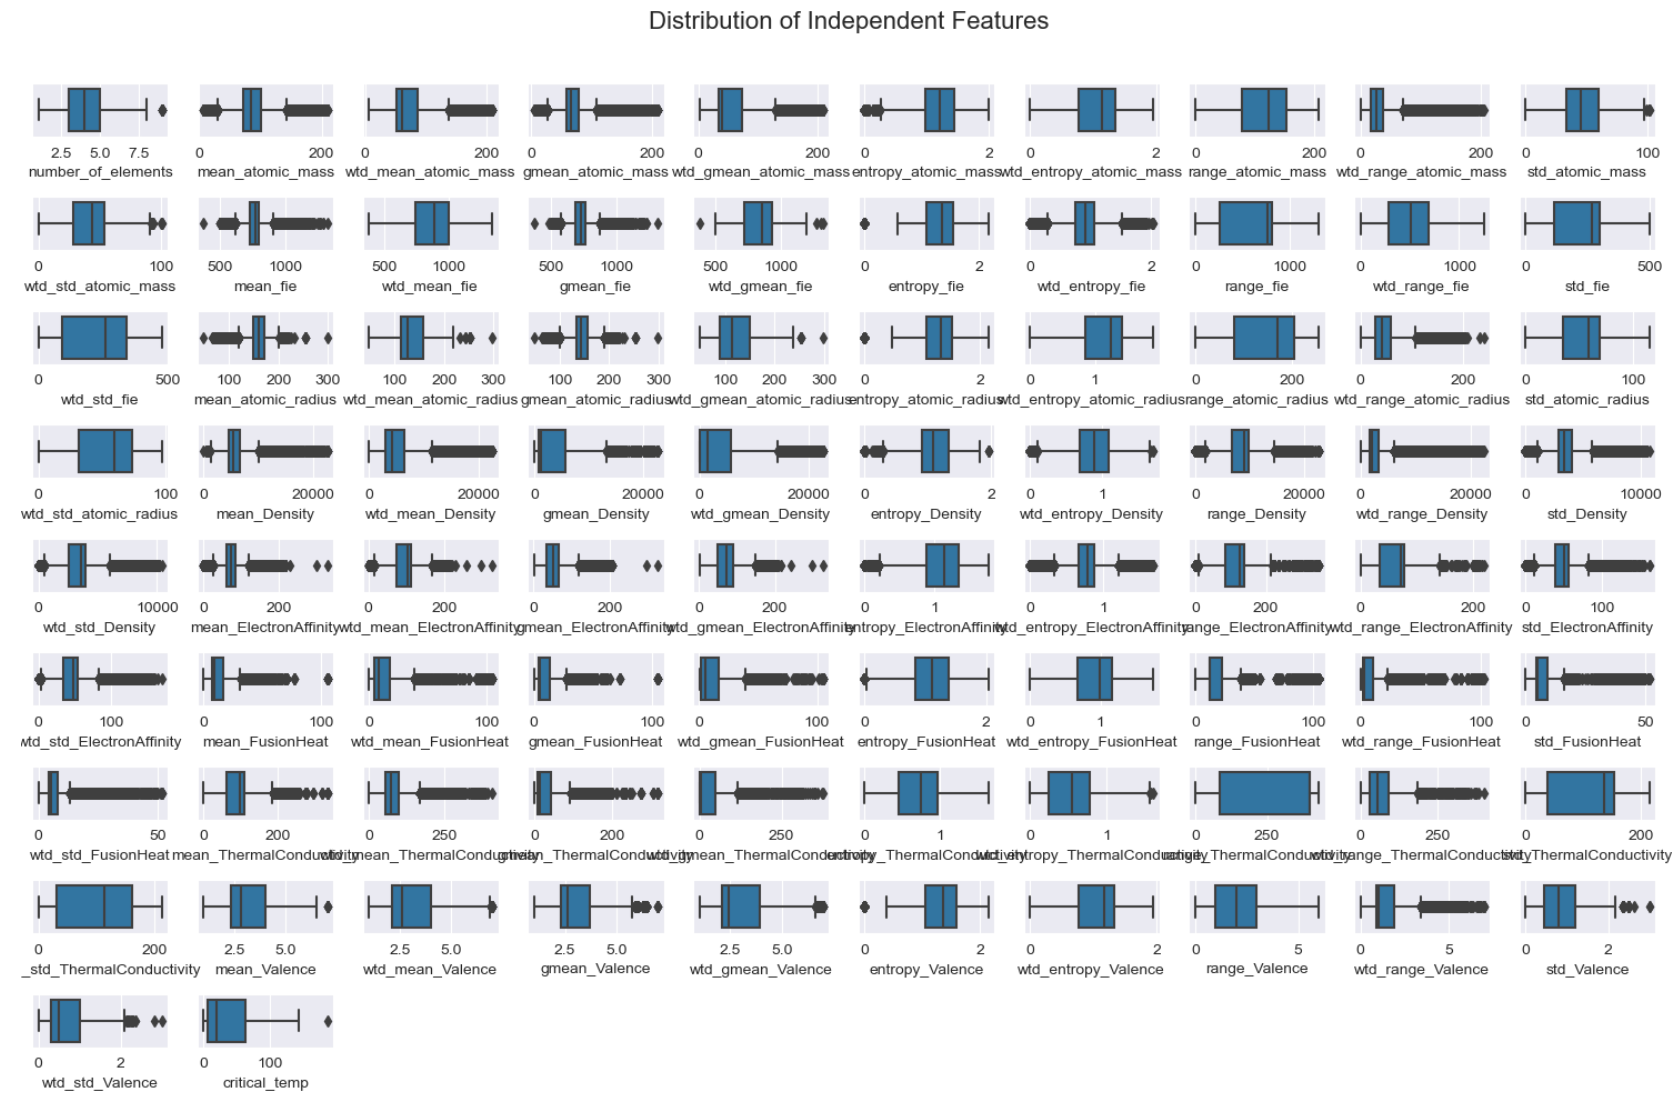 Distribution of Independent Features
2.5 5.0 7.5 0 200 0 200 0 200 0 200 0 2 0 2 0 200 0 200 0 100
number_of_elements mean_atomic_mass wtd_mean_atomic_mass gmean_atomic_mass wtd_gmean_atomic_mass entropy_atomic_mass wtd_entropy_atomic_mass range_atomic_mass wtd_range_atomic_mass std_atomic_mass
0 100 500 1000 500 1000 500 1000 500 1000 0 2 0 2 0 1000 0 1000 0 500
wtd_std_atomic_mass mean_fie wtd_mean_fie gmean_fie wtd_gmean_fie entropy_fie wtd_entropy_fie range_fie wtd_range_fie std_fie
0 500 100 200 300 100 200 300 100 200 300 100 200 300 0 2 1 0 200 0 200 0 100
wtd_std_fie mean_atomic_radius wtd_mean_atomic_radius gmean_atomic_radius wtd_gmean_atomic_radius entropy_atomic_radius wtd_entropy_atomic_radius range_atomic_radius wtd_range_atomic_radius std_atomic_radius
0 100 0 20000 0 20000 0 20000 0 20000 0 2 1 0 20000 0 20000 0 10000
wtd_std_atomic_radius mean_Density wtd_mean_Density gmean_Density wtd_gmean_Density entropy_Density wtd_entropy_Density range_Density wtd_range_Density std_Density
0 10000 0 200 0 200 0 200 0 200 1 1 0 200 0 200 0 100
wtd_std_Density mean_ElectronAffinity wtd_mean_ElectronAffinity gmean_ElectronAffinity wtd_gmean_ElectronAffinity entropy_ElectronAffinity wtd_entropy_ElectronAffinity range_ElectronAffinity wtd_range_ElectronAffinity std_ElectronAffinity
0 100 0 100 0 100 0 100 0 100 0 2 1 0 100 0 100 0 50
wtd_std_ElectronAffinity mean_FusionHeat wtd_mean_FusionHeat gmean_FusionHeat wtd_gmean_FusionHeat entropy_FusionHeat wtd_entropy_FusionHeat range_FusionHeat wtd_range_FusionHeat std_FusionHeat
0 50 0 200 0 250 0 200 0 250 0 1 0 1 0 250 0 250 0 200
wtd_std_FusionHeat mean_ThermalConductivity wtd_mean_ThermalConductivity gmean_ThermalConductivity wtd_gmean_ThermalConductivity entropy_ThermalConductivity wtd_entropy_ThermalConductivity range_ThermalConductivity wtd_range_ThermalConductivity std_ThermalConductivity
0 200 2.5 5.0 2.5 5.0 2.5 5.0 2.5 5.0 0 2 0 2 0 5 0 5 0 2
_std_ThermalConductivity mean_Valence wtd_mean_Valence gmean_Valence wtd_gmean_Valence entropy_Valence wtd_entropy_Valence range_Valence wtd_range_Valence std_Valence
0 2 0 100
wtd_std_Valence critical_temp